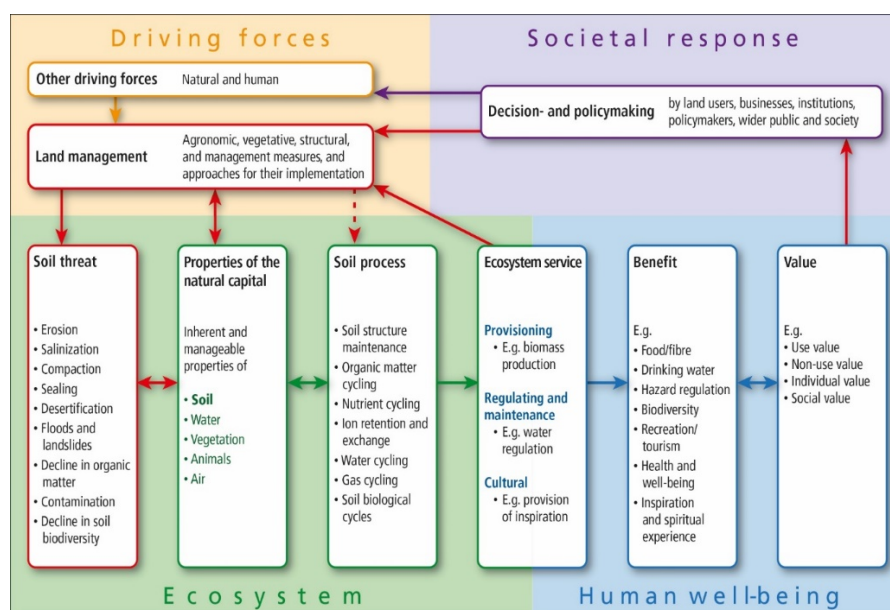 Driving forces
Societal response
Other driving forces
Natural and human
Decision- and policymaking
by land users, businesses, institutions,
policymakers, wider public and society
Land management
Agronomic, vegetative, structural,
and management measures, and
approaches for their implementation
Soil threat
• Erosion
• Salinization
• Compaction
• Sealing
• Desertification
• Floods and
landslides
• Decline in organic
matter
• Contamination
• Decline in soil
biodiversity
Properties of the
natural capital
Inherent and
manageable
properties of
• Soil
• Water
• Vegetation
• Animals
• Air
Soil process
• Soil structure
maintenance
• Organic matter
cycling
• Nutrient cycling
• Ion retention and
exchange
• Water cycling
• Gas cycling
• Soil biological
cycles
Ecosystem service
Provisioning
• E.g. biomass
production
Regulating and
maintenance
• E.g. water
regulation
Cultural
• E.g. provision
of inspiration
Benefit
E.g.
• Food/fibre
• Drinking water
• Hazard regulation
• Biodiversity
• Recreation/
tourism
• Health and
well-being
• Inspiration
and spiritual
experience
Value
E.g.
• Use value
• Non-use value
• Individual value
• Social value
Ecosystem
Human well-being